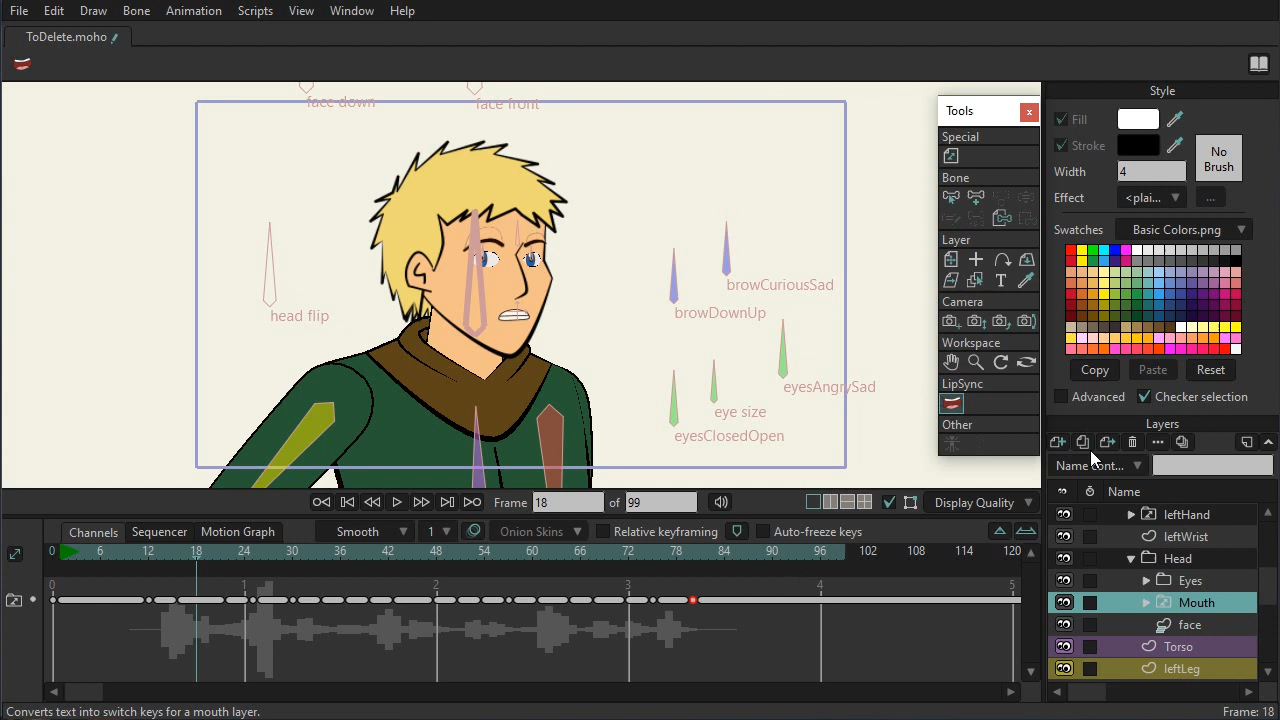 File Edit Draw Bone Animation Scripts View Window Help
ToDelete.moho
face down
face front
head flip
browCuriousSad
browDownUp
eyesAngrySad
eye size
eyesClosedOpen
Tools x
Special
Bone
Layer
T
Camera
Workspace
LipSync
Other
Style
Fill
Stroke
No Brush
Width 4
Effect <plai... ...
Swatches Basic Colors.png
Copy Paste Reset
Advanced Checker selection
Layers
Name Cont...
Name
leftHand
leftWrist
Head
Eyes
Mouth
face
Torso
leftLeg
Frame 18 of 99 Display Quality
Channels Sequencer Motion Graph Smooth 1 Onion Skins Relative keyframing Auto-freeze keys
0 6 12 18 24 30 36 42 48 54 60 66 72 78 84 90 96 102 108 114 120
0 1 2 3 4 5
Converts text into switch keys for a mouth layer. Frame: 18